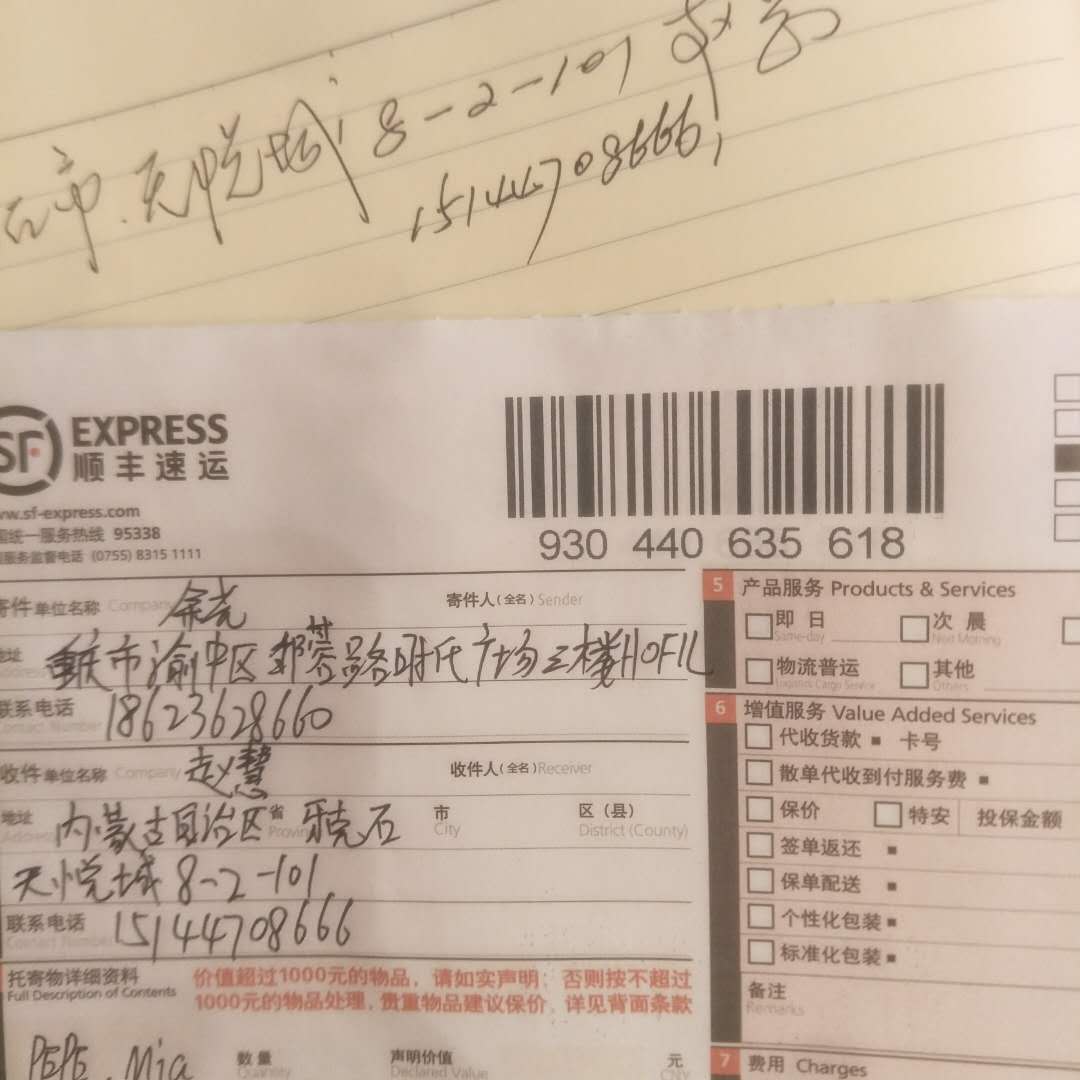 石市.天悦城 8-2-101 赵慧
15144708666
SF EXPRESS
顺丰速运
ww.sf-express.com
国统一服务热线 95338
服务监督电话 (0755) 8315 1111
930 440 635 618
寄件单位名称 Company 余尧 寄件人(全名)Sender
地址 重庆市渝中区邹容路时代广场三楼HOFIL
联系电话 18623628660
收件单位名称 Company 赵慧 收件人(全名)Receiver
地址 内蒙古自治区 省 Province 牙克石 市 City 区(县) District (County)
天悦城 8-2-101
联系电话 15144708666
托寄物详细资料
Full Description of Contents
价值超过1000元的物品,请如实声明;否则按不超过
1000元的物品处理,贵重物品建议保价,详见背面条款
PEPE . Mia 数量 Quantity 声明价值 Declared Value 元 CNY
5 产品服务 Products & Services
即日 Same-day 次晨 Next Morning
物流普运 Logistics Cargo Service 其他 Others
6 增值服务 Value Added Services
代收货款 卡号
散单代收到付服务费
保价 特安 投保金额
签单返还
保单配送
个性化包装
标准化包装
备注
Remarks
7 费用 Charges